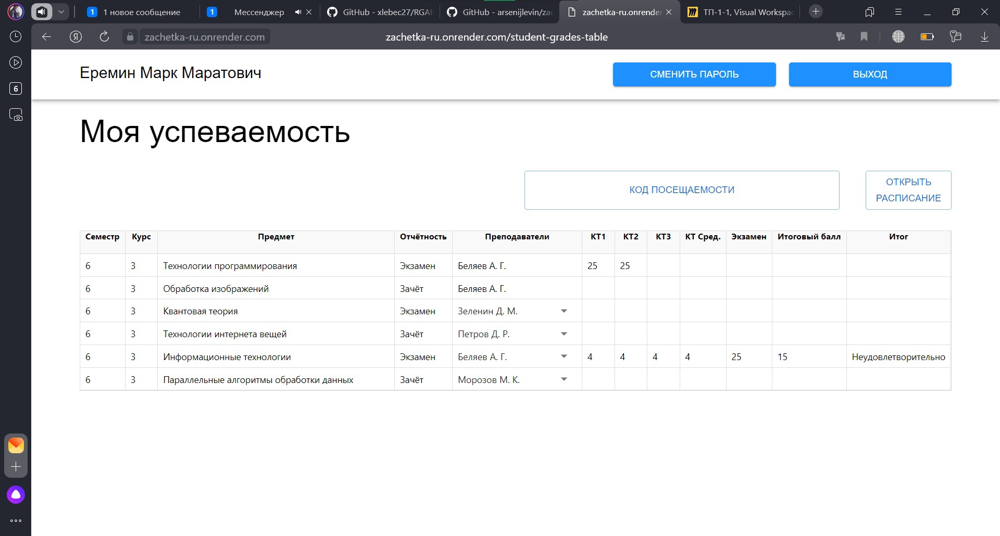 1 1 новое сообщение 1 Мессенджер GitHub - xlebec27/RGAR GitHub - arsenijlevin/zac zachetka-ru.onrender ТП-1-1, Visual Workspac
zachetka-ru.onrender.com zachetka-ru.onrender.com/student-grades-table
6
Еремин Марк Маратович СМЕНИТЬ ПАРОЛЬ ВЫХОД
Моя успеваемость
КОД ПОСЕЩАЕМОСТИ ОТКРЫТЬ
РАСПИСАНИЕ
Семестр Курс Предмет Отчётность Преподаватели КТ1 КТ2 КТ3 КТ Сред. Экзамен Итоговый балл Итог
6 3 Технологии программирования Экзамен Беляев А. Г. 25 25
6 3 Обработка изображений Зачёт Беляев А. Г.
6 3 Квантовая теория Экзамен Зеленин Д. М.
6 3 Технологии интернета вещей Зачёт Петров Д. Р.
6 3 Информационные технологии Экзамен Беляев А. Г. 4 4 4 4 25 15 Неудовлетворительно
6 3 Параллельные алгоритмы обработки данных Зачёт Морозов М. К.